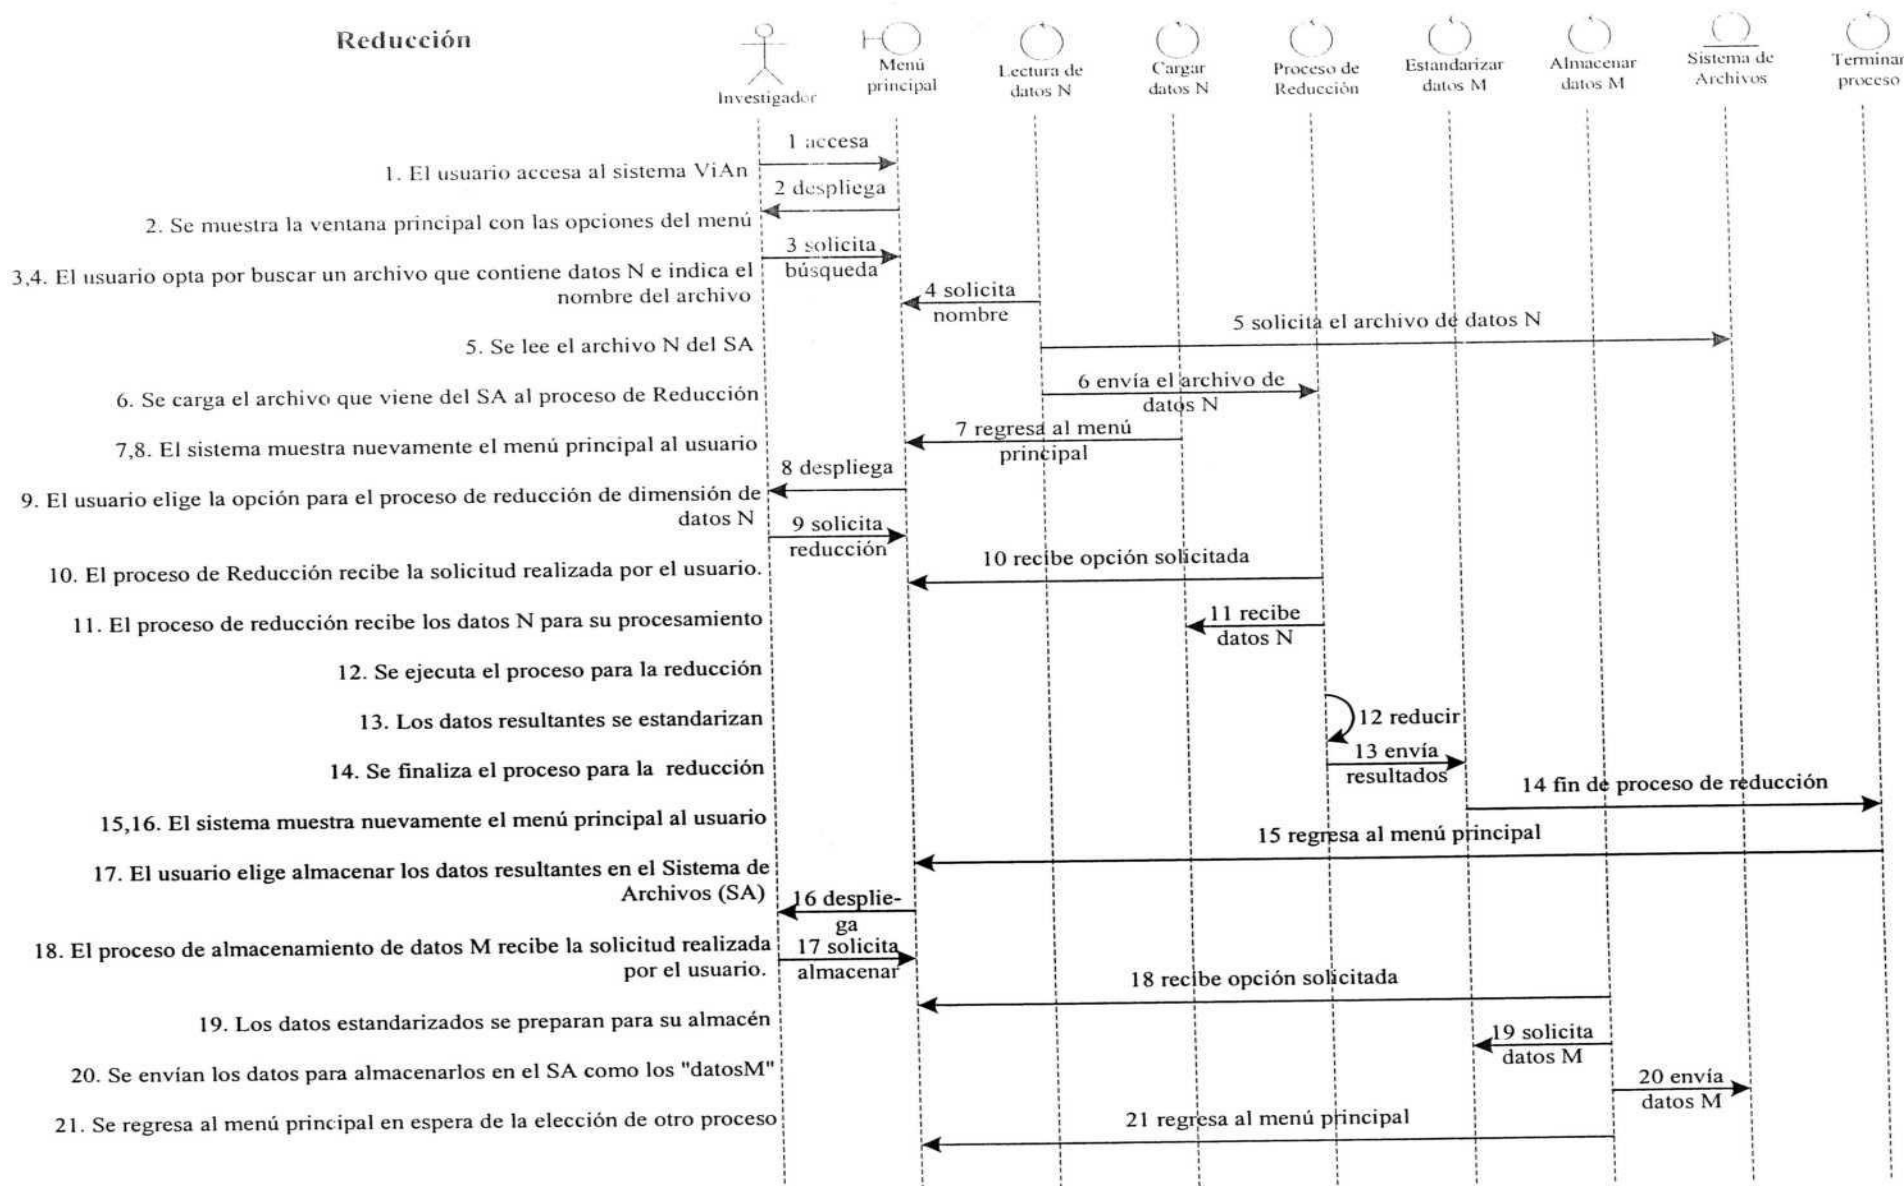 Reducción
Investigador
Menú
principal
Lectura de
datos N
Cargar
datos N
Proceso de
Reducción
Estandarizar
datos M
Almacenar
datos M
Sistema de
Archivos
Terminar
proceso
1 accesa
1. El usuario accesa al sistema ViAn
2 despliega
2. Se muestra la ventana principal con las opciones del menú
3 solicita
búsqueda
3,4. El usuario opta por buscar un archivo que contiene datos N e indica el
nombre del archivo
4 solicita
nombre
5 solicita el archivo de datos N
5. Se lee el archivo N del SA
6 envía el archivo de
datos N
6. Se carga el archivo que viene del SA al proceso de Reducción
7 regresa al menú
principal
7,8. El sistema muestra nuevamente el menú principal al usuario
8 despliega
9. El usuario elige la opción para el proceso de reducción de dimensión de
datos N
9 solicita
reducción
10 recibe opción solicitada
10. El proceso de Reducción recibe la solicitud realizada por el usuario.
11 recibe
datos N
11. El proceso de reducción recibe los datos N para su procesamiento
12. Se ejecuta el proceso para la reducción
12 reducir
13. Los datos resultantes se estandarizan
13 envía
resultados
14. Se finaliza el proceso para la reducción
14 fin de proceso de reducción
15,16. El sistema muestra nuevamente el menú principal al usuario
15 regresa al menú principal
17. El usuario elige almacenar los datos resultantes en el Sistema de
Archivos (SA)
16 desplie-
ga
18. El proceso de almacenamiento de datos M recibe la solicitud realizada
por el usuario.
17 solicita
almacenar
18 recibe opción solicitada
19. Los datos estandarizados se preparan para su almacén
19 solicita
datos M
20. Se envían los datos para almacenarlos en el SA como los "datosM"
20 envía
datos M
21. Se regresa al menú principal en espera de la elección de otro proceso
21 regresa al menú principal